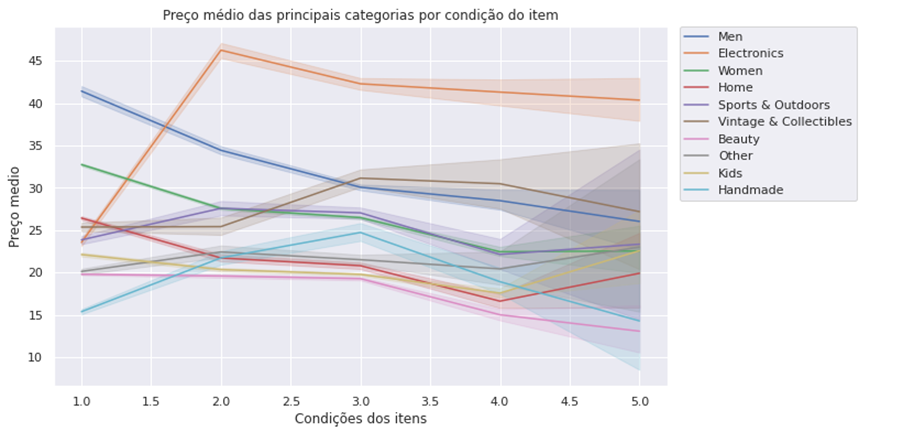 Preço médio das principais categorias por condição do item
Preço medio
45
40
35
30
25
20
15
10
1.0 1.5 2.0 2.5 3.0 3.5 4.0 4.5 5.0
Condições dos itens
Men
Electronics
Women
Home
Sports & Outdoors
Vintage & Collectibles
Beauty
Other
Kids
Handmade